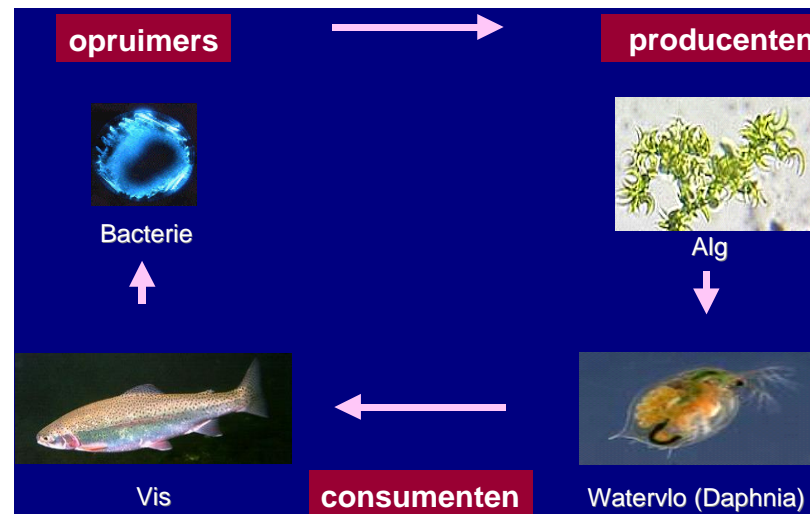 opruimers
producenten
Bacterie
Alg
Vis
consumenten
Watervlo (Daphnia)